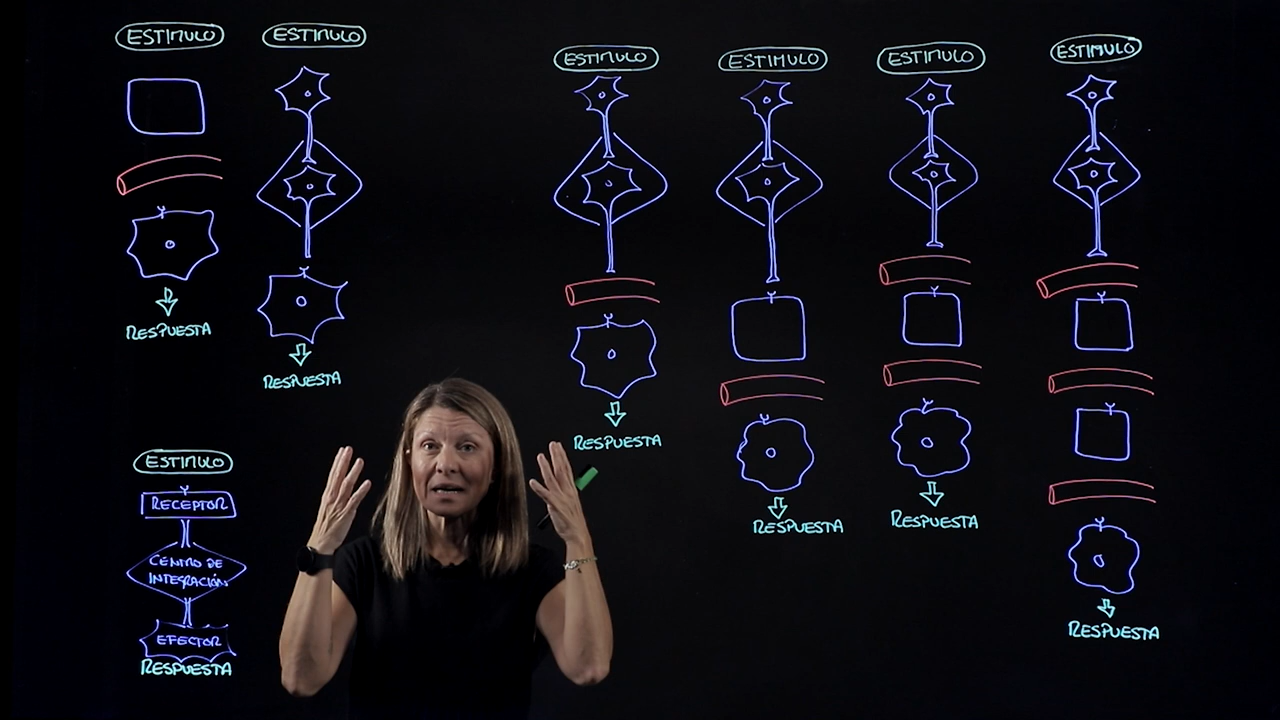 ESTIMULO
ESTIMULO
ESTIMULO
ESTIMULO
ESTIMULO
ESTIMULO
RESPUESTA
RESPUESTA
RESPUESTA
RESPUESTA
RESPUESTA
RESPUESTA
ESTIMULO
RECEPTOR
CENTRO DE
INTEGRACIÓN
EFECTOR
RESPUESTA